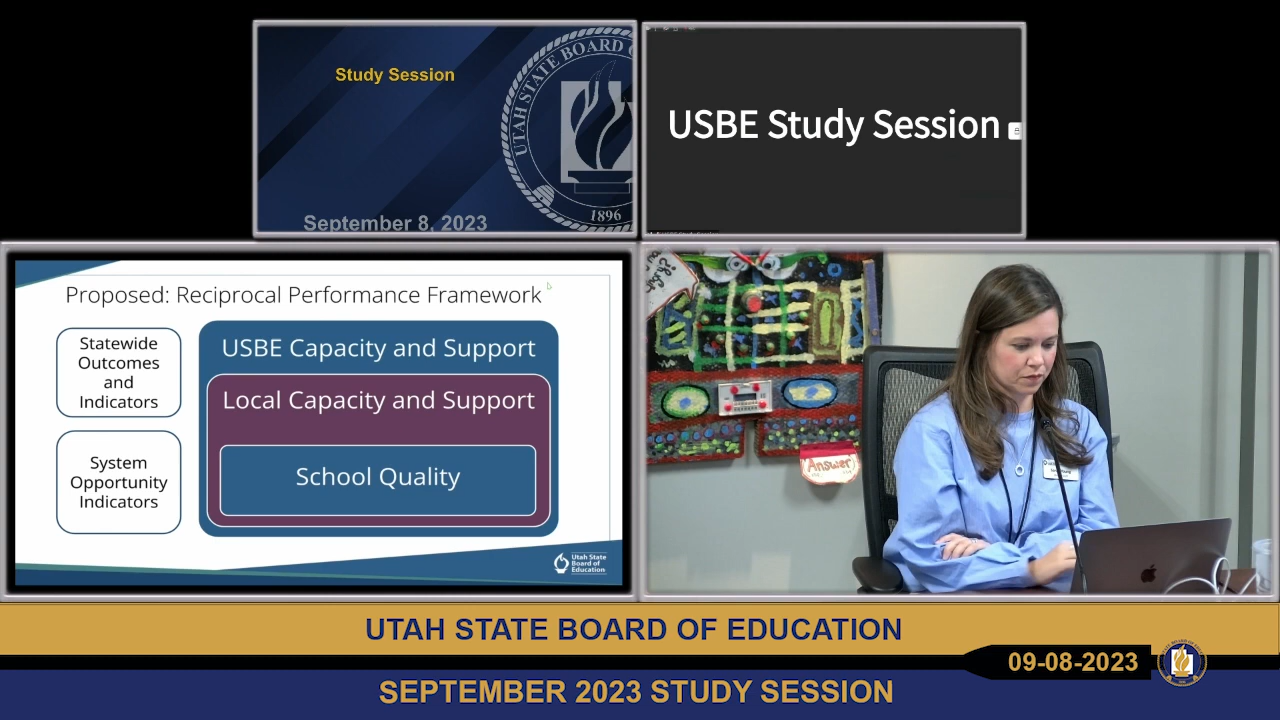 Study Session
UTAH STATE BOARD O
1896
September 8, 2023
USBE Study Session
Proposed: Reciprocal Performance Framework
Statewide
Outcomes
and
Indicators
System
Opportunity
Indicators
USBE Capacity and Support
Local Capacity and Support
School Quality
Utah State
Board of
Education
Answer
UTAH STATE BOARD OF EDUCATION
09-08-2023
SEPTEMBER 2023 STUDY SESSION